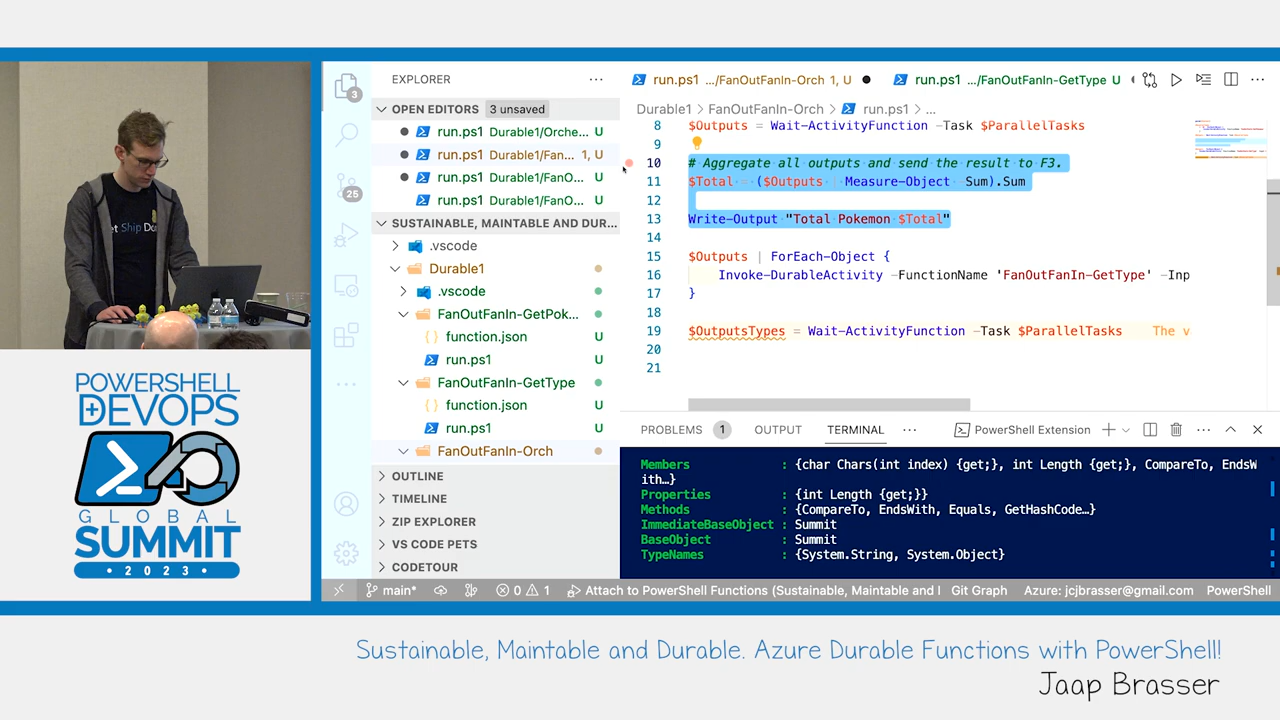 EXPLORER
OPEN EDITORS 3 unsaved
run.ps1 Durable1/Orche... U
run.ps1 Durable1/Fan... 1, U
run.ps1 Durable1/FanO... U
run.ps1 Durable1/FanO... U
SUSTAINABLE, MAINTABLE AND DUR...
.vscode
Durable1
.vscode
FanOutFanIn-GetPok...
function.json U
run.ps1 U
FanOutFanIn-GetType
function.json U
run.ps1 U
FanOutFanIn-Orch
OUTLINE
TIMELINE
ZIP EXPLORER
VS CODE PETS
CODETOUR
3
25
run.ps1 .../FanOutFanIn-Orch 1, U
run.ps1 .../FanOutFanIn-GetType U
Durable1 > FanOutFanIn-Orch > run.ps1 > ...
8 $Outputs = Wait-ActivityFunction -Task $ParallelTasks
9
10 # Aggregate all outputs and send the result to F3.
11 $Total = ($Outputs | Measure-Object Sum).Sum
12
13 Write-Output "Total Pokemon $Total"
14
15 $Outputs | ForEach-Object {
16 Invoke-DurableActivity -FunctionName 'FanOutFanIn-GetType' -Inp
17 }
18
19 $OutputsTypes = Wait-ActivityFunction -Task $ParallelTasks The v
20
21
PROBLEMS 1 OUTPUT TERMINAL ... PowerShell Extension
Members : {char Chars(int index) {get;}, int Length {get;}, CompareTo, EndsW
ith…}
Properties : {int Length {get;}}
Methods : {CompareTo, EndsWith, Equals, GetHashCode…}
ImmediateBaseObject : Summit
BaseObject : Summit
TypeNames : {System.String, System.Object}
main* 0 1 Attach to PowerShell Functions (Sustainable, Maintable and I Git Graph Azure: jcjbrasser@gmail.com PowerShell
et Ship Do
POWERSHELL
+DEVOPS
GLOBAL
SUMMIT
• 2023 •
Sustainable, Maintable and Durable. Azure Durable Functions with PowerShell!
Jaap Brasser